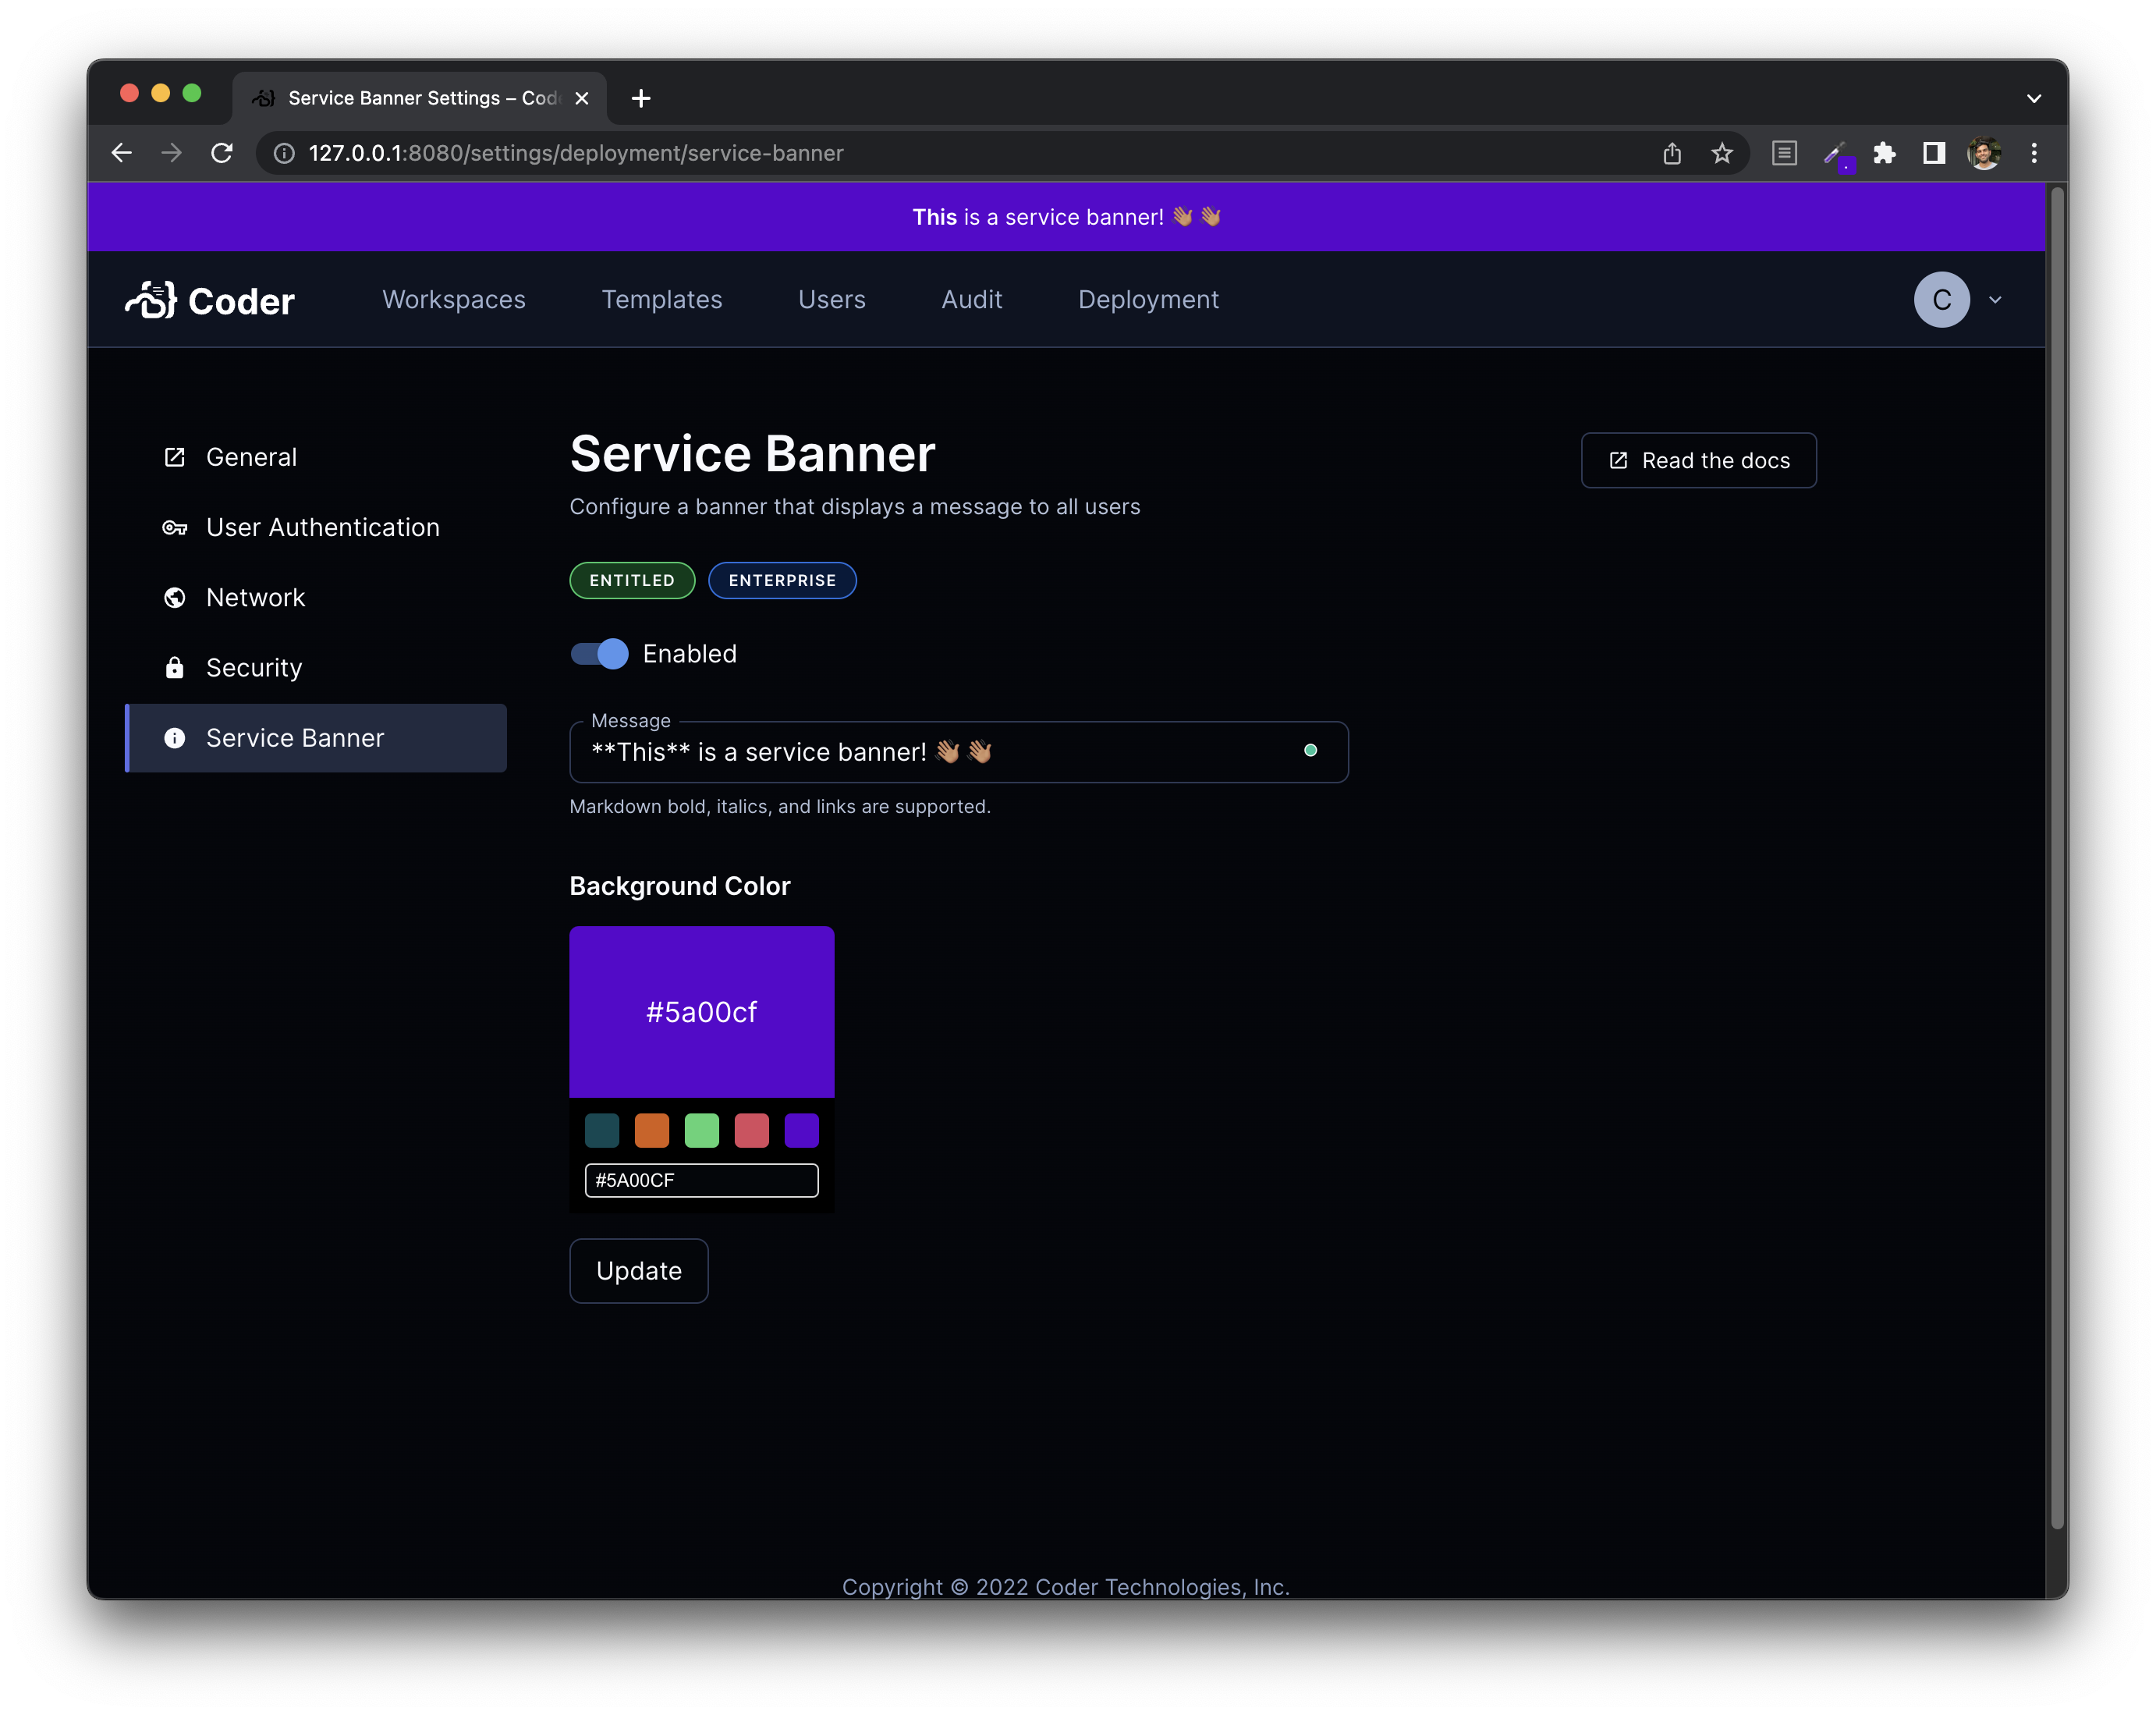 Service Banner Settings – Cod
127.0.0.1:8080/settings/deployment/service-banner
This is a service banner! 👋🏽 👋🏽
Coder Workspaces Templates Users Audit Deployment C
General
User Authentication
Network
Security
Service Banner
Service Banner
Read the docs
Configure a banner that displays a message to all users
ENTITLED ENTERPRISE
Enabled
Message
**This** is a service banner! 👋🏽 👋🏽
Markdown bold, italics, and links are supported.
Background Color
#5a00cf
#5A00CF
Update
Copyright © 2022 Coder Technologies, Inc.